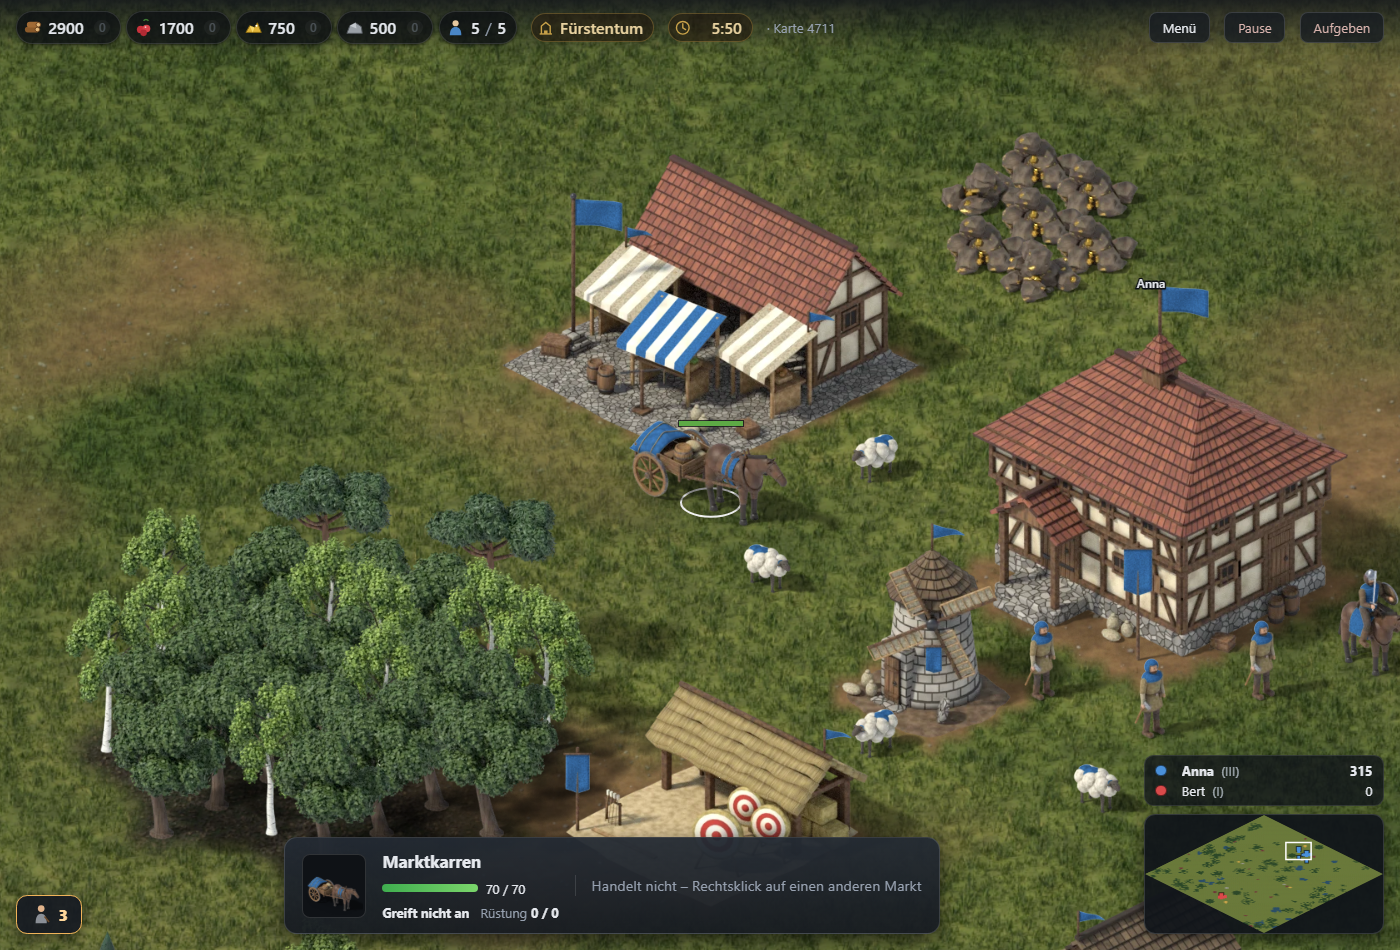 2900 0 1700 0 750 0 500 0 5 / 5 Fürstentum 5:50 · Karte 4711 Menü Pause Aufgeben
Anna
Anna (III) 315
Bert (I) 0
Marktkarren
70 / 70
Handelt nicht – Rechtsklick auf einen anderen Markt
Greift nicht an Rüstung 0 / 0
3